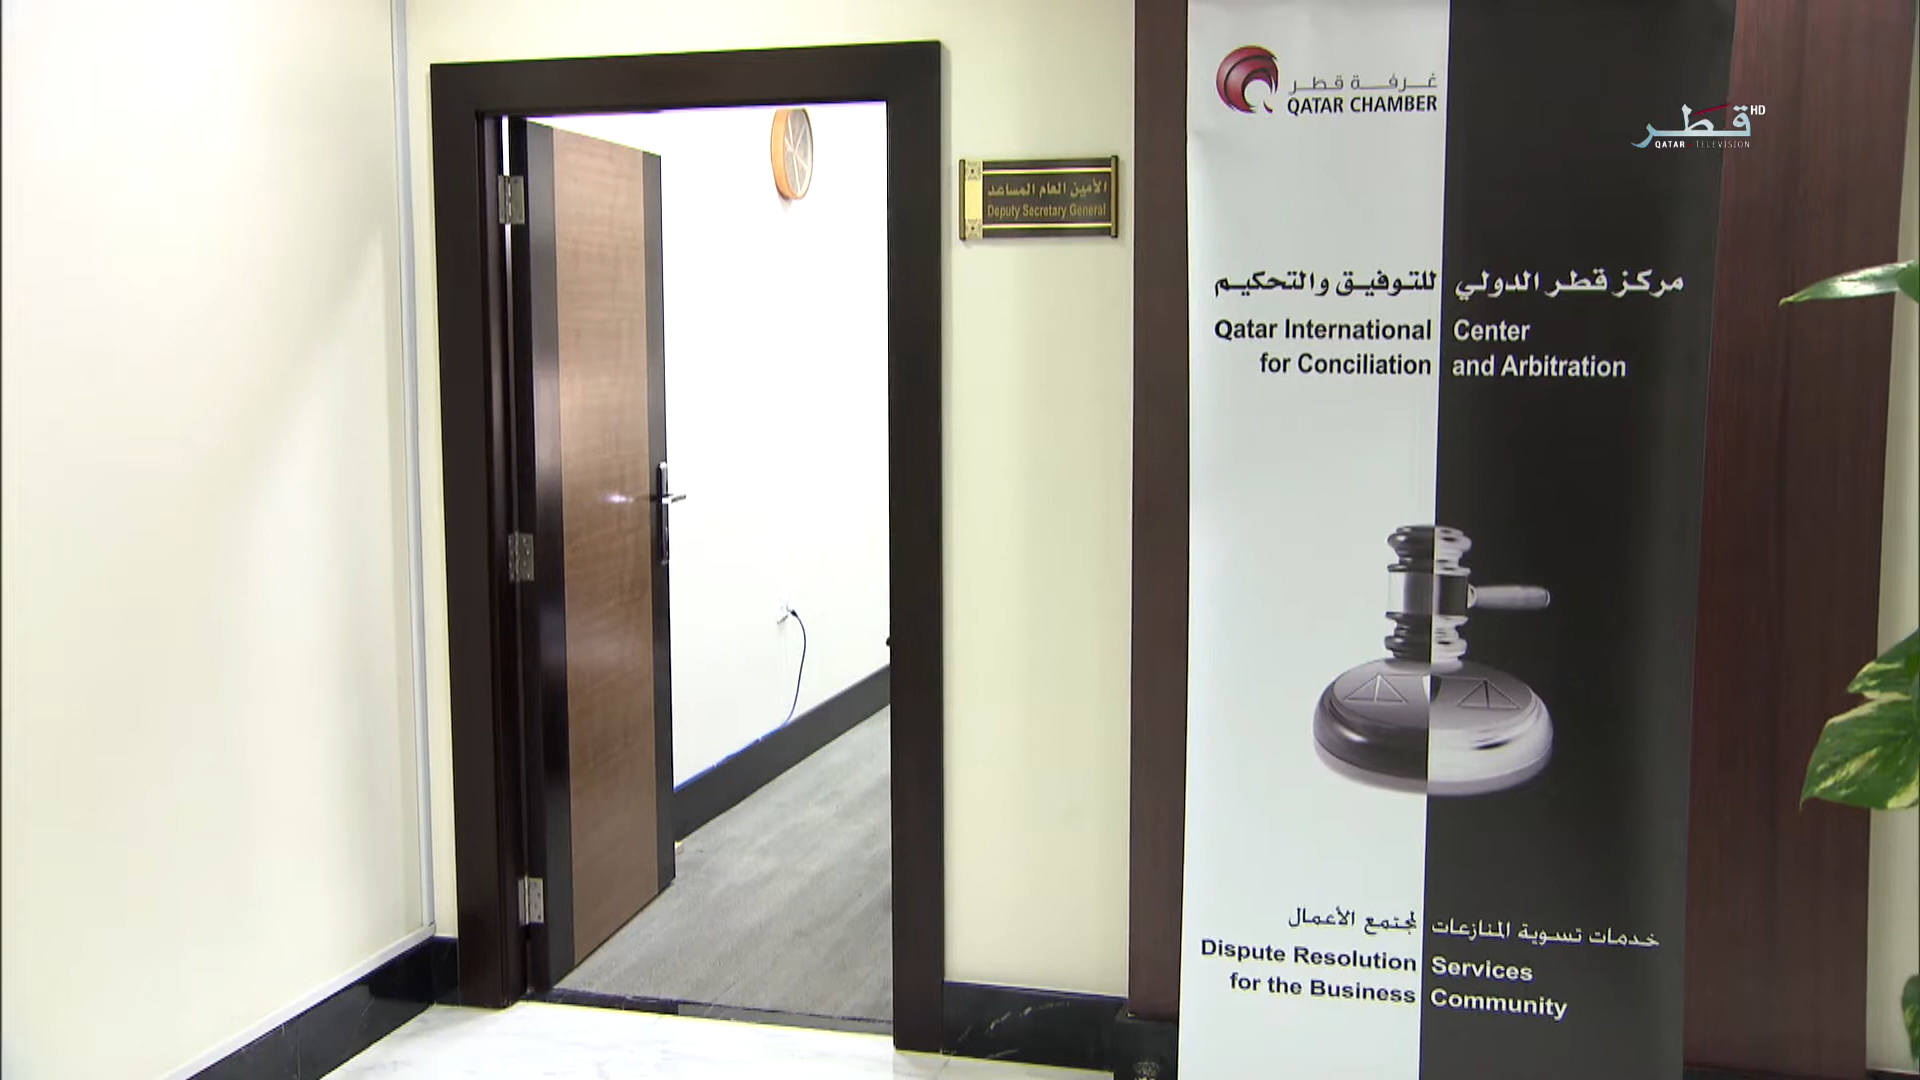 غرفة قطر
QATAR CHAMBER
قطر HD
QATAR TELEVISION
الأمين العام المساعد
Deputy Secretary General
مركز قطر الدولي للتوفيق والتحكيم
Qatar International Center
for Conciliation and Arbitration
خدمات تسوية المنازعات لمجتمع الأعمال
Dispute Resolution Services
for the Business Community